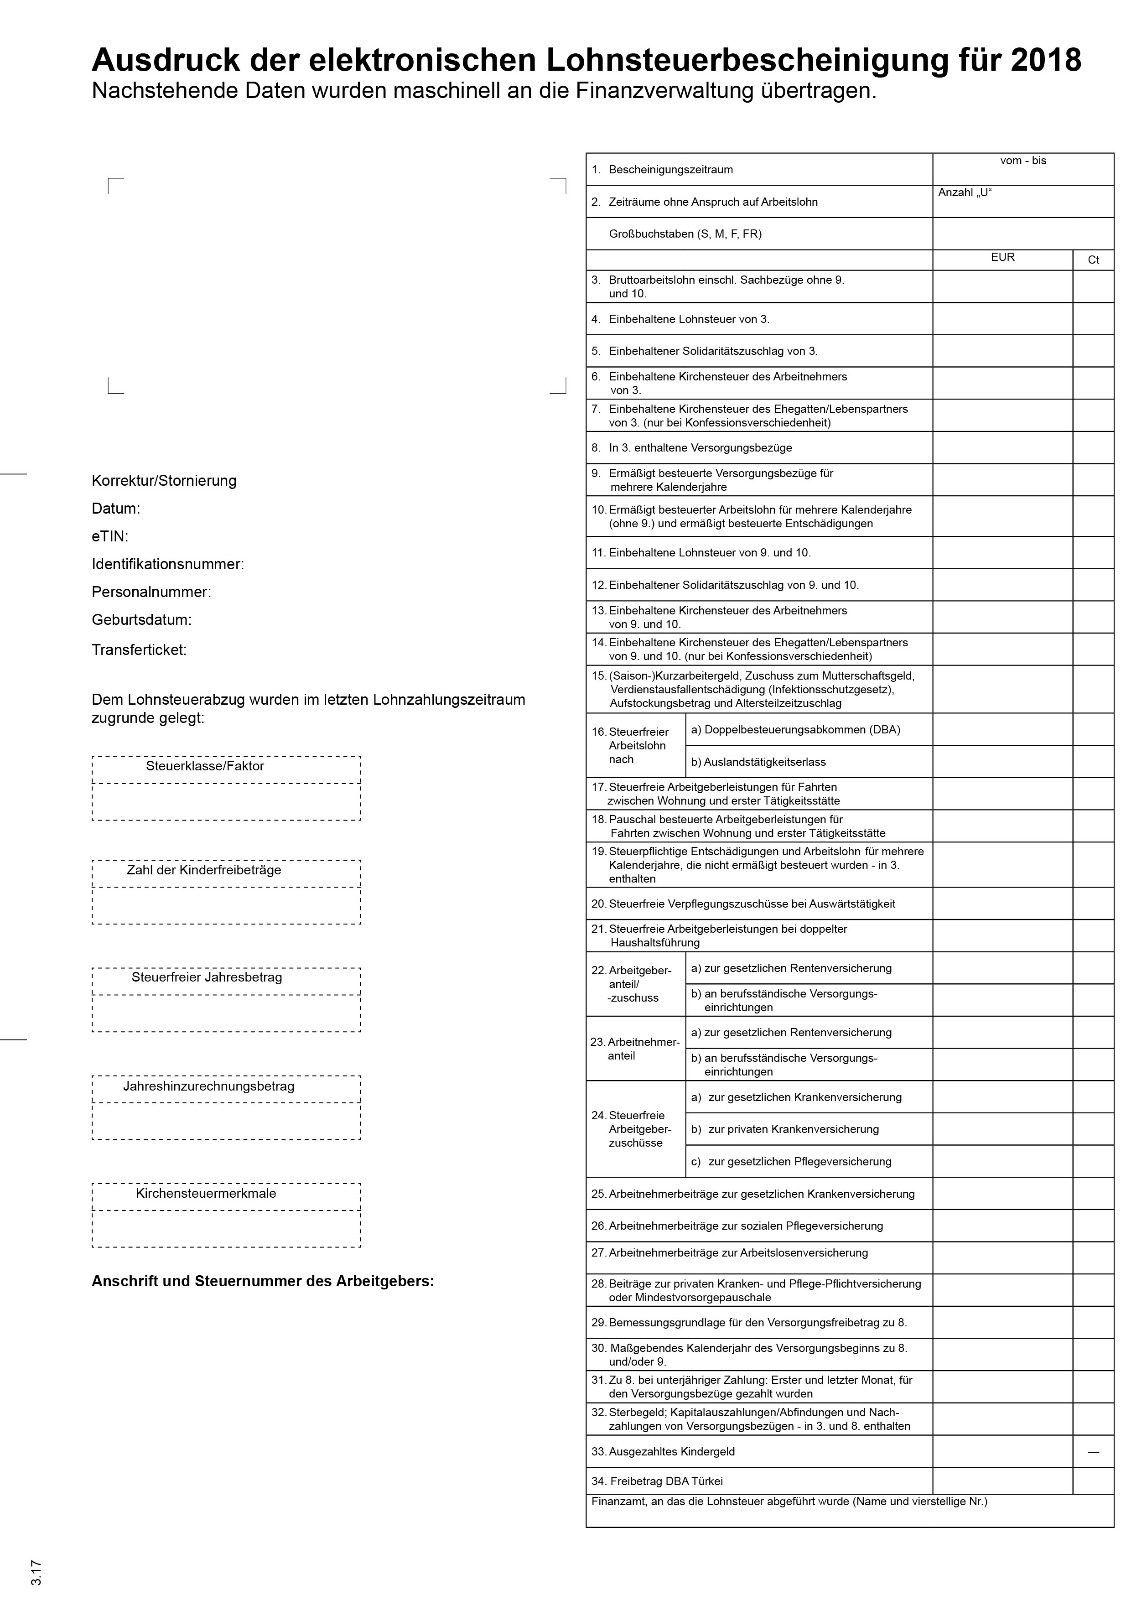 Ausdruck der elektronischen Lohnsteuerbescheinigung für 2018
Nachstehende Daten wurden maschinell an die Finanzverwaltung übertragen.
Korrektur/Stornierung
Datum:
eTIN:
Identifikationsnummer:
Personalnummer:
Geburtsdatum:
Transferticket:
Dem Lohnsteuerabzug wurden im letzten Lohnzahlungszeitraum
zugrunde gelegt:
Steuerklasse/Faktor
Zahl der Kinderfreibeträge
Steuerfreier Jahresbetrag
Jahreshinzurechnungsbetrag
Kirchensteuermerkmale
Anschrift und Steuernummer des Arbeitgebers:
3.17
1. Bescheinigungszeitraum
vom - bis
2. Zeiträume ohne Anspruch auf Arbeitslohn
Anzahl „U“
Großbuchstaben (S, M, F, FR)
EUR
Ct
3. Bruttoarbeitslohn einschl. Sachbezüge ohne 9.
und 10.
4. Einbehaltene Lohnsteuer von 3.
5. Einbehaltener Solidaritätszuschlag von 3.
6. Einbehaltene Kirchensteuer des Arbeitnehmers
von 3.
7. Einbehaltene Kirchensteuer des Ehegatten/Lebenspartners
von 3. (nur bei Konfessionsverschiedenheit)
8. In 3. enthaltene Versorgungsbezüge
9. Ermäßigt besteuerte Versorgungsbezüge für
mehrere Kalenderjahre
10. Ermäßigt besteuerter Arbeitslohn für mehrere Kalenderjahre
(ohne 9.) und ermäßigt besteuerte Entschädigungen
11. Einbehaltene Lohnsteuer von 9. und 10.
12. Einbehaltener Solidaritätszuschlag von 9. und 10.
13. Einbehaltene Kirchensteuer des Arbeitnehmers
von 9. und 10.
14. Einbehaltene Kirchensteuer des Ehegatten/Lebenspartners
von 9. und 10. (nur bei Konfessionsverschiedenheit)
15. (Saison-)Kurzarbeitergeld, Zuschuss zum Mutterschaftsgeld,
Verdienstausfallentschädigung (Infektionsschutzgesetz),
Aufstockungsbetrag und Altersteilzeitzuschlag
16. Steuerfreier
Arbeitslohn
nach
a) Doppelbesteuerungsabkommen (DBA)
b) Auslandstätigkeitserlass
17. Steuerfreie Arbeitgeberleistungen für Fahrten
zwischen Wohnung und erster Tätigkeitsstätte
18. Pauschal besteuerte Arbeitgeberleistungen für
Fahrten zwischen Wohnung und erster Tätigkeitsstätte
19. Steuerpflichtige Entschädigungen und Arbeitslohn für mehrere
Kalenderjahre, die nicht ermäßigt besteuert wurden - in 3.
enthalten
20. Steuerfreie Verpflegungszuschüsse bei Auswärtstätigkeit
21. Steuerfreie Arbeitgeberleistungen bei doppelter
Haushaltsführung
22. Arbeitgeber-
anteil/
-zuschuss
a) zur gesetzlichen Rentenversicherung
b) an berufsständische Versorgungs-
einrichtungen
23. Arbeitnehmer-
anteil
a) zur gesetzlichen Rentenversicherung
b) an berufsständische Versorgungs-
einrichtungen
24. Steuerfreie
Arbeitgeber-
zuschüsse
a) zur gesetzlichen Krankenversicherung
b) zur privaten Krankenversicherung
c) zur gesetzlichen Pflegeversicherung
25. Arbeitnehmerbeiträge zur gesetzlichen Krankenversicherung
26. Arbeitnehmerbeiträge zur sozialen Pflegeversicherung
27. Arbeitnehmerbeiträge zur Arbeitslosenversicherung
28. Beiträge zur privaten Kranken- und Pflege-Pflichtversicherung
oder Mindestvorsorgepauschale
29. Bemessungsgrundlage für den Versorgungsfreibetrag zu 8.
30. Maßgebendes Kalenderjahr des Versorgungsbeginns zu 8.
und/oder 9.
31. Zu 8. bei unterjähriger Zahlung: Erster und letzter Monat, für
den Versorgungsbezüge gezahlt wurden
32. Sterbegeld; Kapitalauszahlungen/Abfindungen und Nach-
zahlungen von Versorgungsbezügen - in 3. und 8. enthalten
33. Ausgezahltes Kindergeld
—
34. Freibetrag DBA Türkei
Finanzamt, an das die Lohnsteuer abgeführt wurde (Name und vierstellige Nr.)